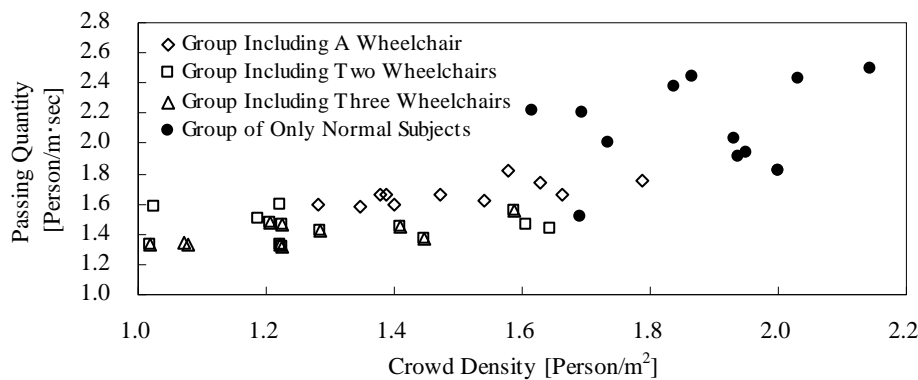 2.8
2.6
2.4
2.2
2.0
1.8
1.6
1.4
1.2
1.0
Passing Quantity
[Person/m·sec]
Group Including A Wheelchair
Group Including Two Wheelchairs
Group Including Three Wheelchairs
Group of Only Normal Subjects
1.0 1.2 1.4 1.6 1.8 2.0 2.2
Crowd Density [Person/m²]